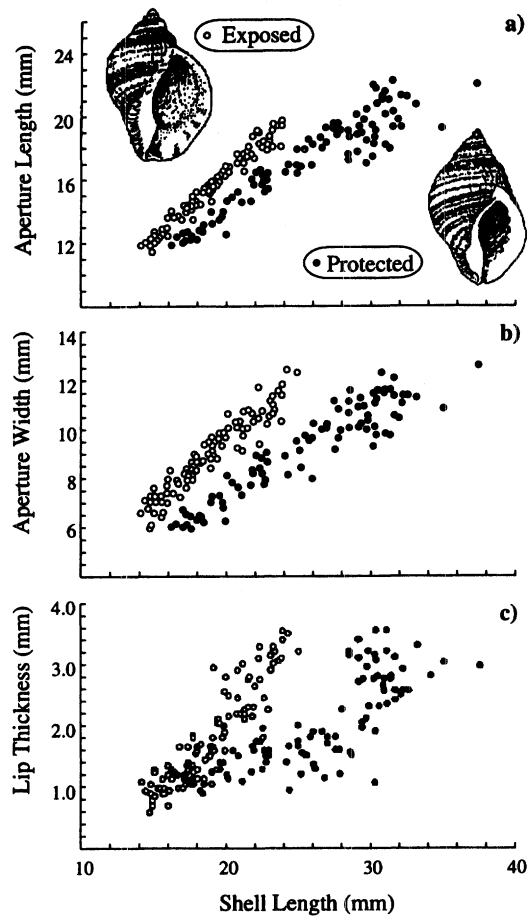 a)
Exposed
24
20
16
12
Aperture Length (mm)
Protected
b)
14
12
10
8
6
Aperture Width (mm)
c)
4.0
3.0
2.0
1.0
Lip Thickness (mm)
10 20 30 40
Shell Length (mm)